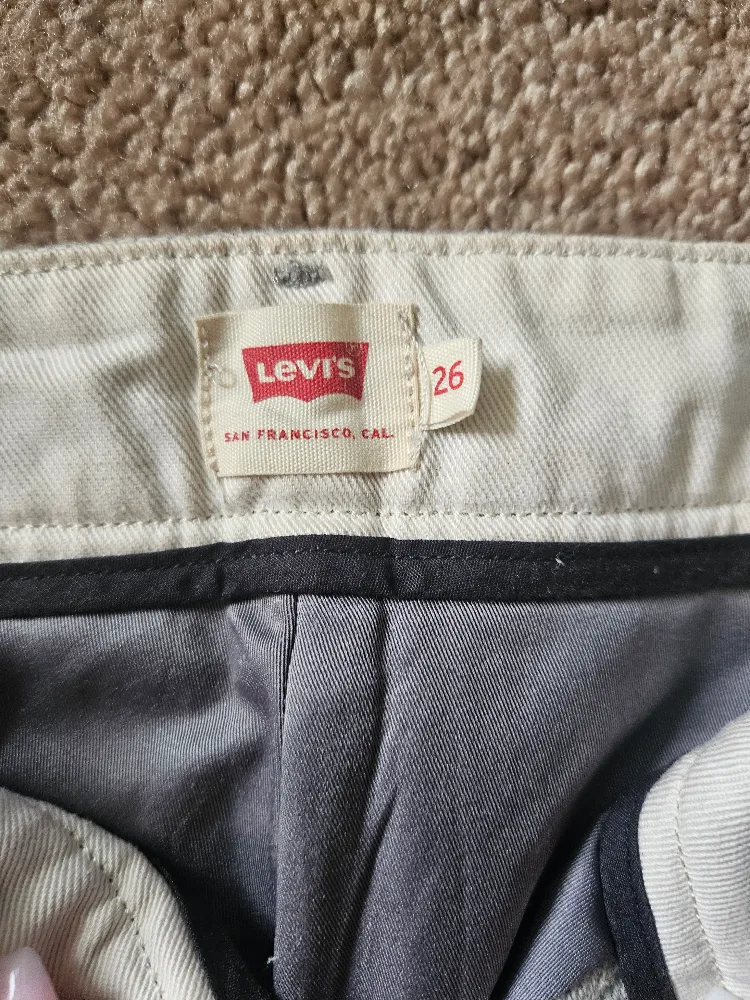 Levi's
26
SAN FRANCISCO, CAL.